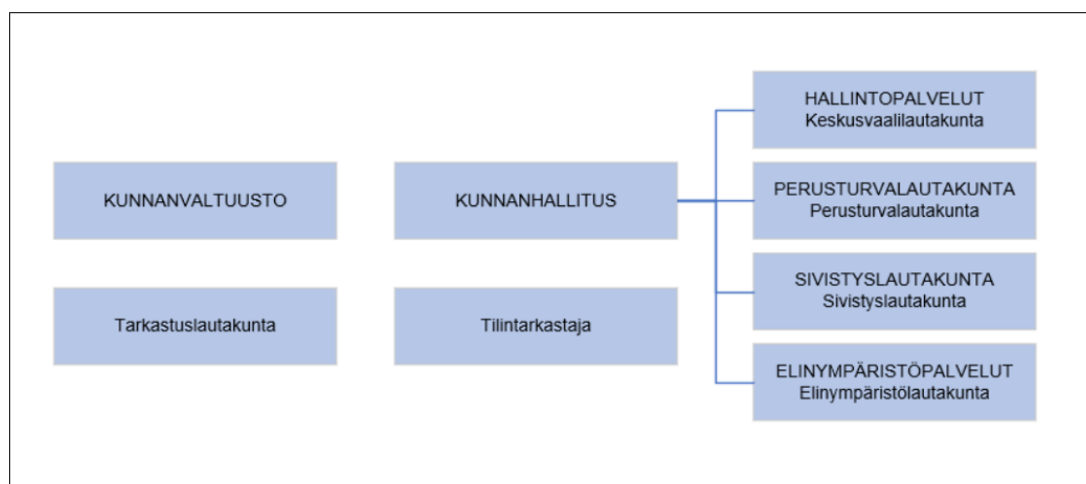 KUNNANVALTUUSTO
Tarkastuslautakunta
KUNNANHALLITUS
Tilintarkastaja
HALLINTOPALVELUT
Keskusvaalilautakunta
PERUSTURVALAUTAKUNTA
Perusturvalautakunta
SIVISTYSLAUTAKUNTA
Sivistyslautakunta
ELINYMPÄRISTÖPALVELUT
Elinympäristölautakunta